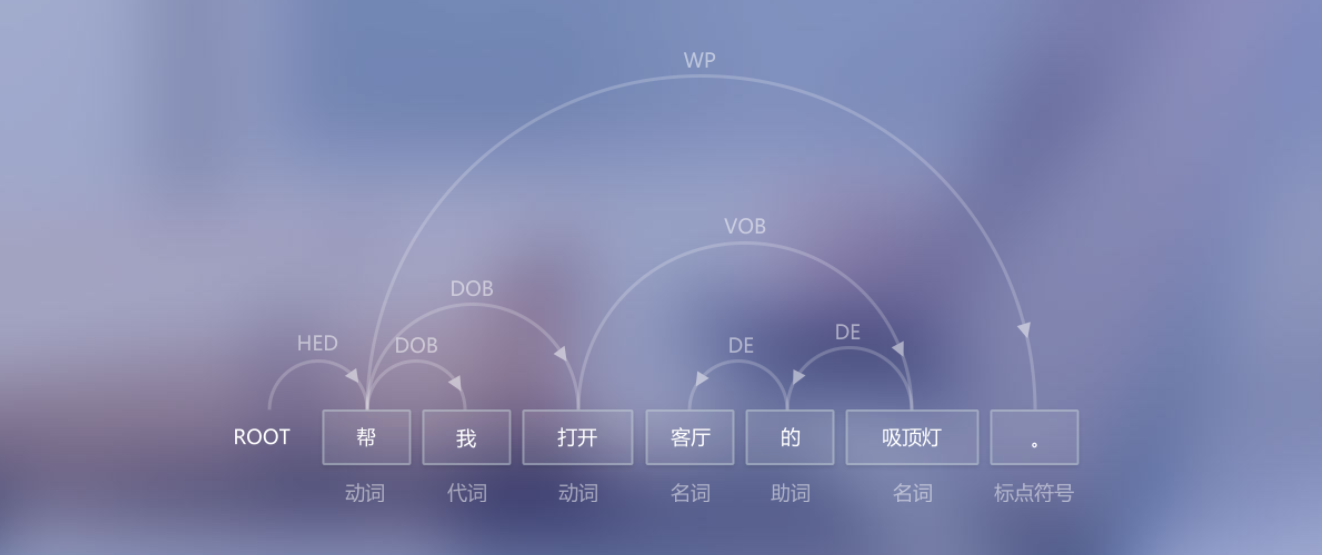 WP
VOB
DOB
DE
HED DOB DE
ROOT 帮 我 打开 客厅 的 吸顶灯 。
动词 代词 动词 名词 助词 名词 标点符号